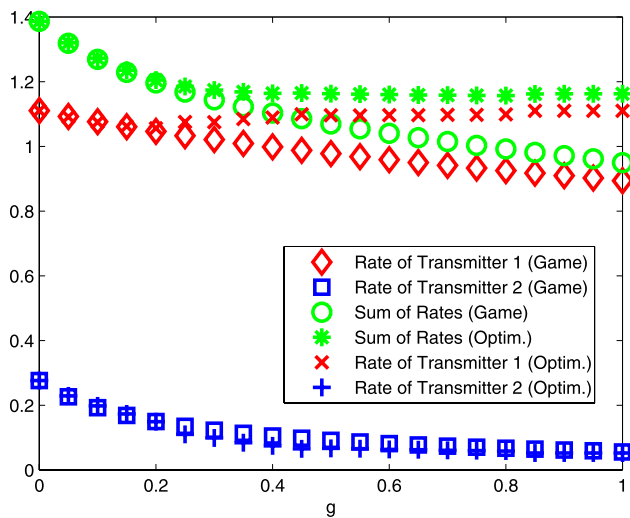 1.4
1.2
1
0.8
0.6
0.4
0.2
0
Rate of Transmitter 1 (Game)
Rate of Transmitter 2 (Game)
Sum of Rates (Game)
Sum of Rates (Optim.)
Rate of Transmitter 1 (Optim.)
Rate of Transmitter 2 (Optim.)
0 0.2 0.4 0.6 0.8 1
g